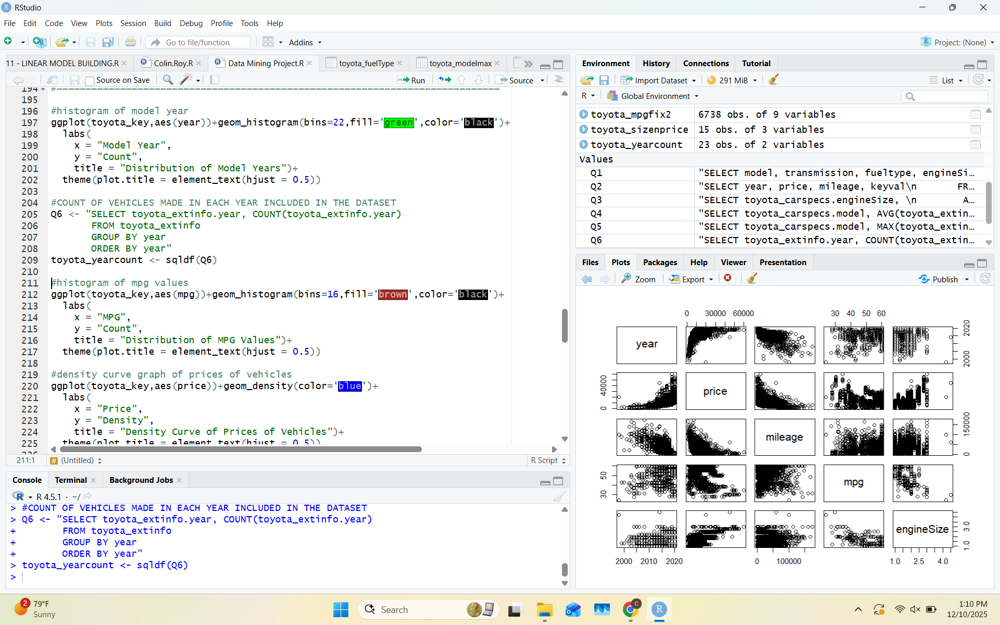 RStudio
File Edit Code View Plots Session Build Debug Profile Tools Help
Go to file/function Addins Project: (None)
11 - LINEAR MODEL BUILDING.R Colin.Roy.R Data Mining Project.R toyota_fuelType toyota_modelmax
Source on Save Run Source
194 #
195
196 #histogram of model year
197 ggplot(toyota_key,aes(year))+geom_histogram(bins=22,fill='green',color='black')+
198 labs(
199 x = "Model Year",
200 y = "Count",
201 title = "Distribution of Model Years")+
202 theme(plot.title = element_text(hjust = 0.5))
203
204 #COUNT OF VEHICLES MADE IN EACH YEAR INCLUDED IN THE DATASET
205 Q6 <- "SELECT toyota_extinfo.year, COUNT(toyota_extinfo.year)
206 FROM toyota_extinfo
207 GROUP BY year
208 ORDER BY year"
209 toyota_yearcount <- sqldf(Q6)
210
211 #histogram of mpg values
212 ggplot(toyota_key,aes(mpg))+geom_histogram(bins=16,fill='brown',color='black')+
213 labs(
214 x = "MPG",
215 y = "Count",
216 title = "Distribution of MPG Values")+
217 theme(plot.title = element_text(hjust = 0.5))
218
219 #density curve graph of prices of vehicles
220 ggplot(toyota_key,aes(price))+geom_density(color='blue')+
221 labs(
222 x = "Price",
223 y = "Density",
224 title = "Density Curve of Prices of Vehicles")+
225 theme(plot.title = element_text(hjust = 0.5))
211:1 # (Untitled) R Script
Console Terminal Background Jobs
R 4.5.1 · ~/
> #COUNT OF VEHICLES MADE IN EACH YEAR INCLUDED IN THE DATASET
> Q6 <- "SELECT toyota_extinfo.year, COUNT(toyota_extinfo.year)
+ FROM toyota_extinfo
+ GROUP BY year
+ ORDER BY year"
> toyota_yearcount <- sqldf(Q6)
>
Environment History Connections Tutorial
Import Dataset 291 MiB List
R Global Environment
toyota_mpgfix2 6738 obs. of 9 variables
toyota_sizenprice 15 obs. of 3 variables
toyota_yearcount 23 obs. of 2 variables
Values
Q1 "SELECT model, transmission, fueltype, engineSi…
Q2 "SELECT year, price, mileage, keyval\n FR…
Q3 "SELECT toyota_carspecs.engineSize, \n A…
Q4 "SELECT toyota_carspecs.model, AVG(toyota_extin…
Q5 "SELECT toyota_carspecs.model, MAX(toyota_extin…
Q6 "SELECT toyota_extinfo.year, COUNT(toyota_extin…
Files Plots Packages Help Viewer Presentation
Zoom Export Publish
0 30000 60000 30 40 50 60
year 2000 2020
0 40000 price
mileage 0 150000
30 50 mpg
engineSize 1.0 3.0
2000 2010 2020 0 100000 1.0 2.5 4.0
2 79°F
Sunny
Search
C
1:10 PM
12/10/2025